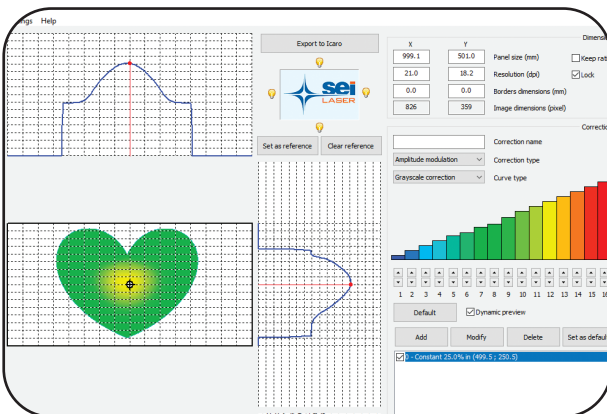 ngs Help
Export to Icaro
sei
LASER
Set as reference Clear reference
Dimensi
X Y
999.1 501.0 Panel size (mm) Keep rati
21.0 18.2 Resolution (dpi) Lock
0.0 0.0 Borders dimensions (mm)
826 359 Image dimensions (pixel)
Correctio
Correction name
Amplitude modulation Correction type
Grayscale correction Curve type
1 2 3 4 5 6 7 8 9 10 11 12 13 14 15 16
Default Dynamic preview
Add Modify Delete Set as default
0 - Constant 25.0% in (499.5 ; 250.5)